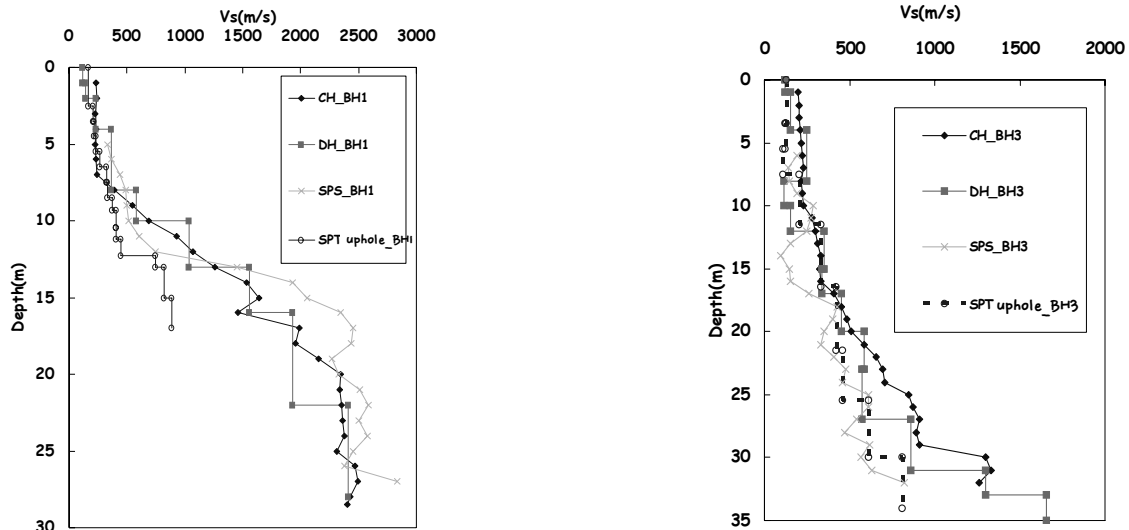 Vs(m/s)
0 500 1000 1500 2000 2500 3000
0
5
10
15
20
25
30
Depth(m)
CH_BH1
DH_BH1
SPS_BH1
SPT uphole_BH1
Vs(m/s)
0 500 1000 1500 2000
0
5
10
15
20
25
30
35
Depth(m)
CH_BH3
DH_BH3
SPS_BH3
SPT uphole_BH3